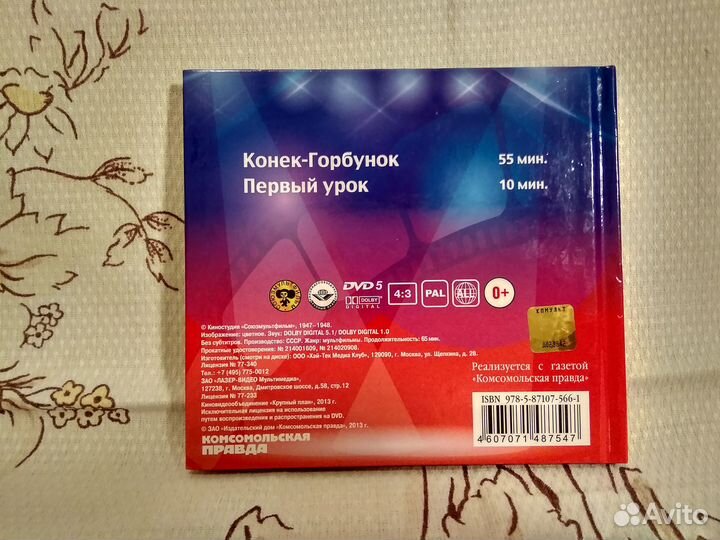 Конек-Горбунок 55 мин.
Первый урок 10 мин.
DVD 5
DOLBY
DIGITAL
4:3
PAL
ALL
0+
© Киностудия «Союзмультфильм», 1947–1948.
Изображение: цветное. Звук: DOLBY DIGITAL 5.1/ DOLBY DIGITAL 1.0
Без субтитров. Производство: СССР. Жанр: мультфильмы. Продолжительность: 65 мин.
Прокатные удостоверения: № 214001609, № 214020908.
Изготовитель (смотри на диске): ООО «Хай-Тек Медиа Клуб», 129090, г. Москва, ул. Щепкина, д. 28.
Лицензия № 77-340
Тел.: +7 (495) 775-0012
ЗАО «ЛАЗЕР-ВИДЕО Мультимедиа»,
127238, г. Москва, Дмитровское шоссе, д.58, стр.12
Лицензия № 77-233
Киновидеообъединение «Крупный план», 2013 г.
Исключительная лицензия на использование
путем воспроизведения и распространения на DVD.
© ЗАО «Издательский дом «Комсомольская правда», 2013 г.
КОМСОМОЛЬСКАЯ
ПРАВДА
Реализуется с газетой
«Комсомольская правда»
ISBN 978-5-87107-566-1
4 607071 487547
Avito